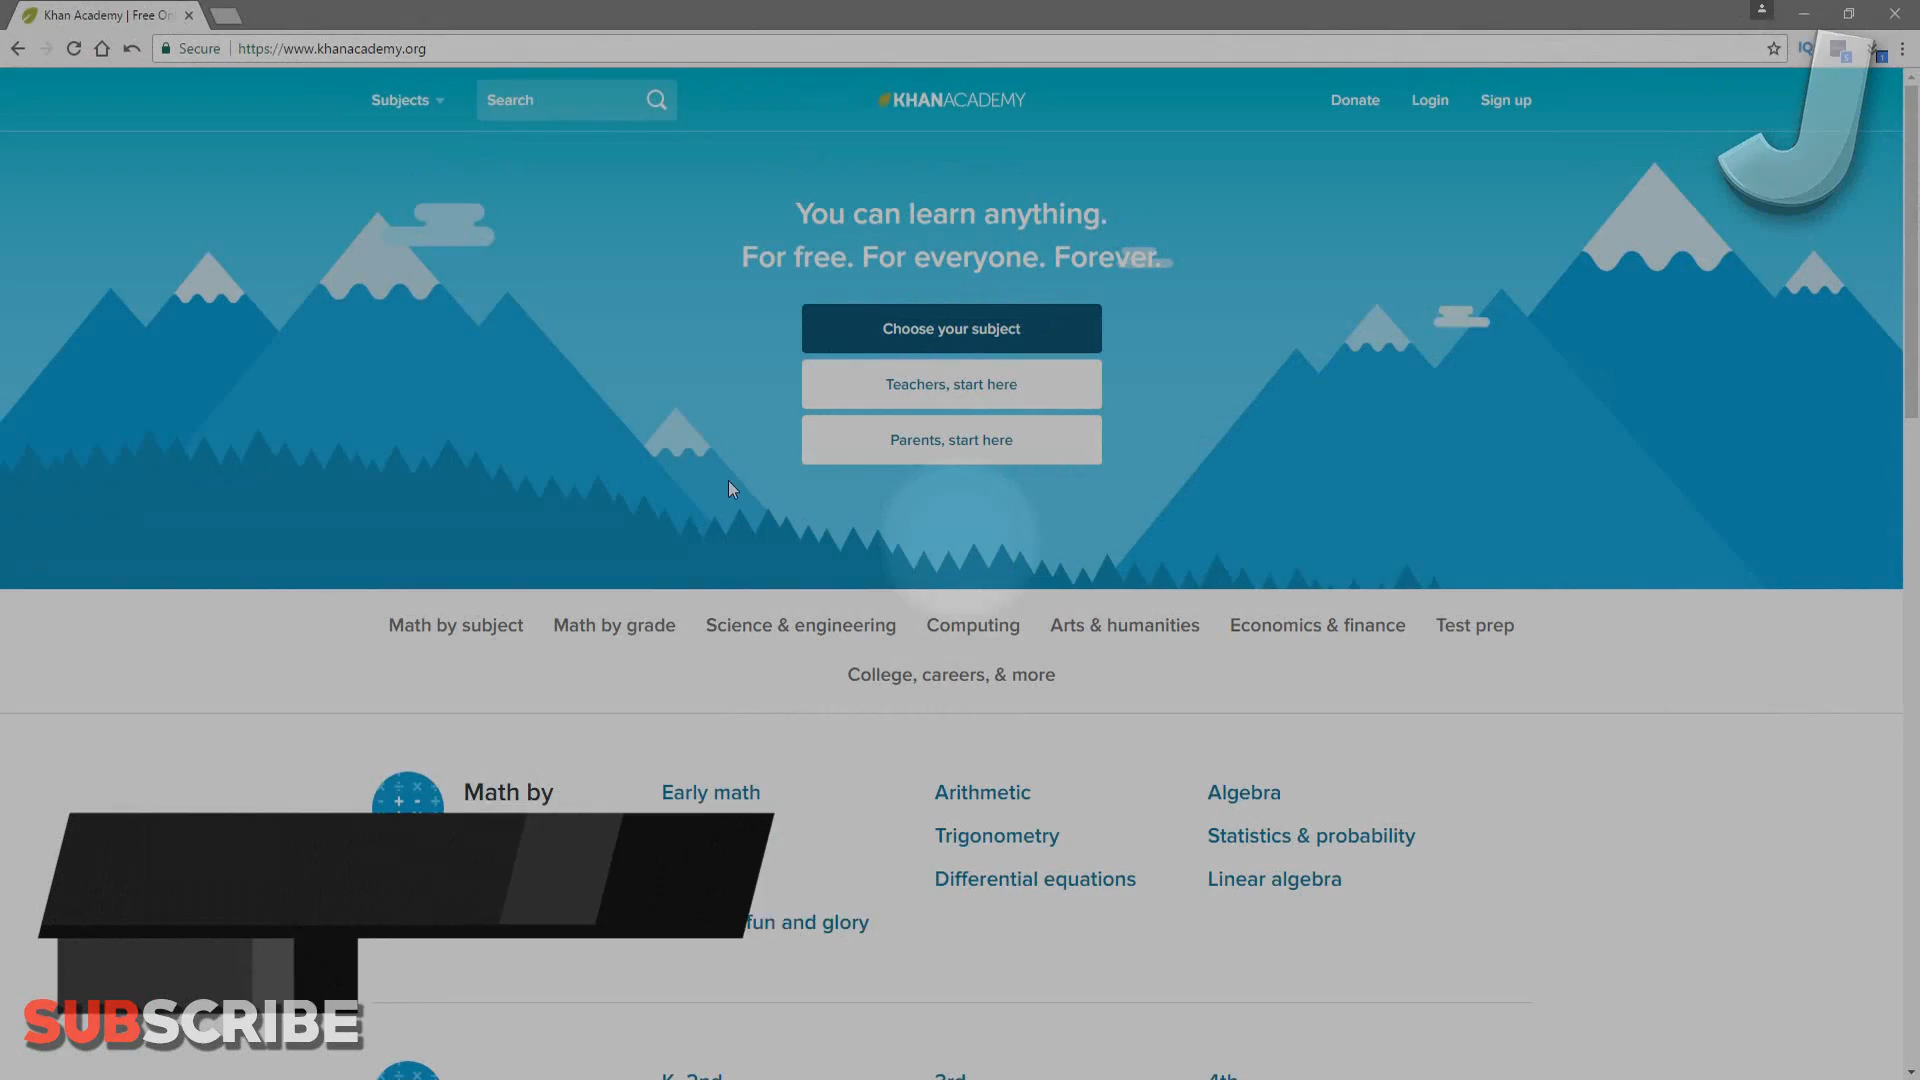 Khan Academy | Free On
Secure https://www.khanacademy.org
IQ
Subjects
Search
KHANACADEMY
Donate
Login
Sign up
J
You can learn anything.
For free. For everyone. Forever.
Choose your subject
Teachers, start here
Parents, start here
Math by subject
Math by grade
Science & engineering
Computing
Arts & humanities
Economics & finance
Test prep
College, careers, & more
Math by
Early math
Arithmetic
Algebra
Trigonometry
Statistics & probability
Differential equations
Linear algebra
fun and glory
SUBSCRIBE